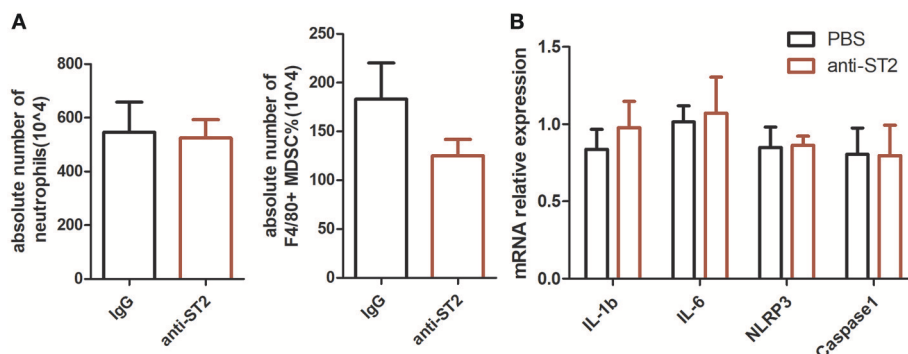 A
absolute number of
neutrophils(10^4)
800
600
400
200
0
IgG
anti-ST2
absolute number of
F4/80+ MDSC%(10^4)
250
200
150
100
50
0
IgG
anti-ST2
B
PBS
anti-ST2
mRNA relative expression
1.5
1.0
0.5
0.0
IL-1b
IL-6
NLRP3
Caspase1